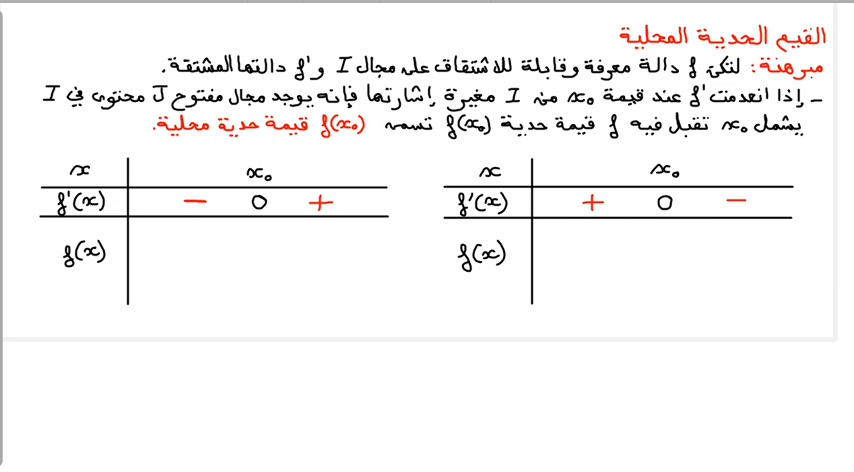 القيم الحدية المحلية
مبرهنة: لتكن f دالة معرفة وقابلة للاشتقاق على مجال I و f' دالتها المشتقة.
- إذا انعدمت f' عند قيمة x₀ من I مغيرة إشارتها فإنه يوجد مجال مفتوح J محتوى في I
يشمل x₀ تقبل فيه f قيمة حدية f(x₀) تسمى f(x₀) قيمة حدية محلية.
x x₀
f'(x) + 0 -
f(x)
x x₀
f'(x) - 0 +
f(x)